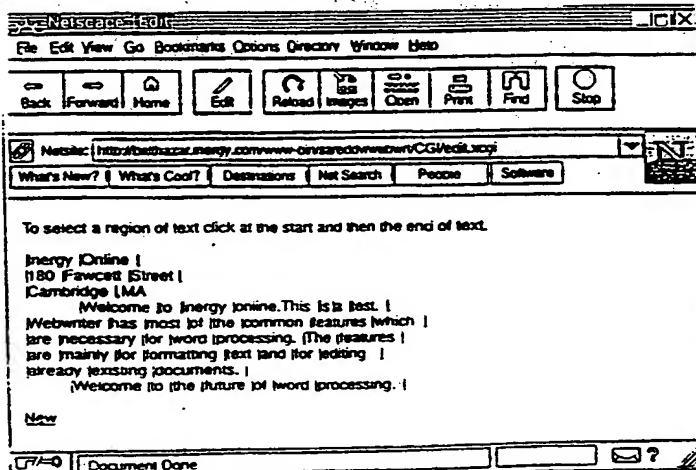 Netscape - [Edit]
File Edit View Go Bookmarks Options Directory Window Help
Back Forward Home Edit Reload Images Open Print Find Stop
Netsite:
N
What's New? What's Cool? Destinations Net Search People Software
To select a region of text click at the start and then the end of text.
|Inergy |Online |
|180 |Fawcett |Street |
|Cambridge |,MA
|Welcome |to |Inergy |online.This |is |a |test. |
|Webwriter |has |most |of |the |common |features |which |
|are |necessary |for |word |processing. |The |features |
|are |mainly |for |formatting |text |and |for |editing |
|already |existing |documents. |
|Welcome |to |the |future |of |word |processing. |
New
Document Done
?